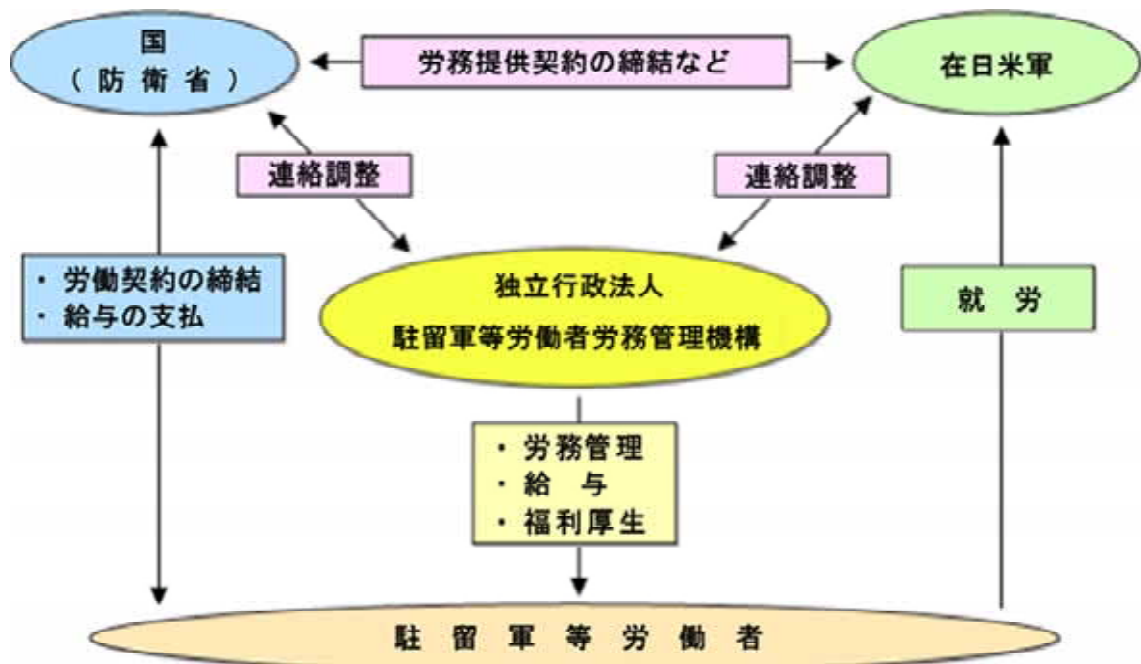 国
（防衛省）
労務提供契約の締結など
在日米軍
連絡調整
連絡調整
・労働契約の締結
・給与の支払
独立行政法人
駐留軍等労働者労務管理機構
就労
・労務管理
・給与
・福利厚生
駐留軍等労働者